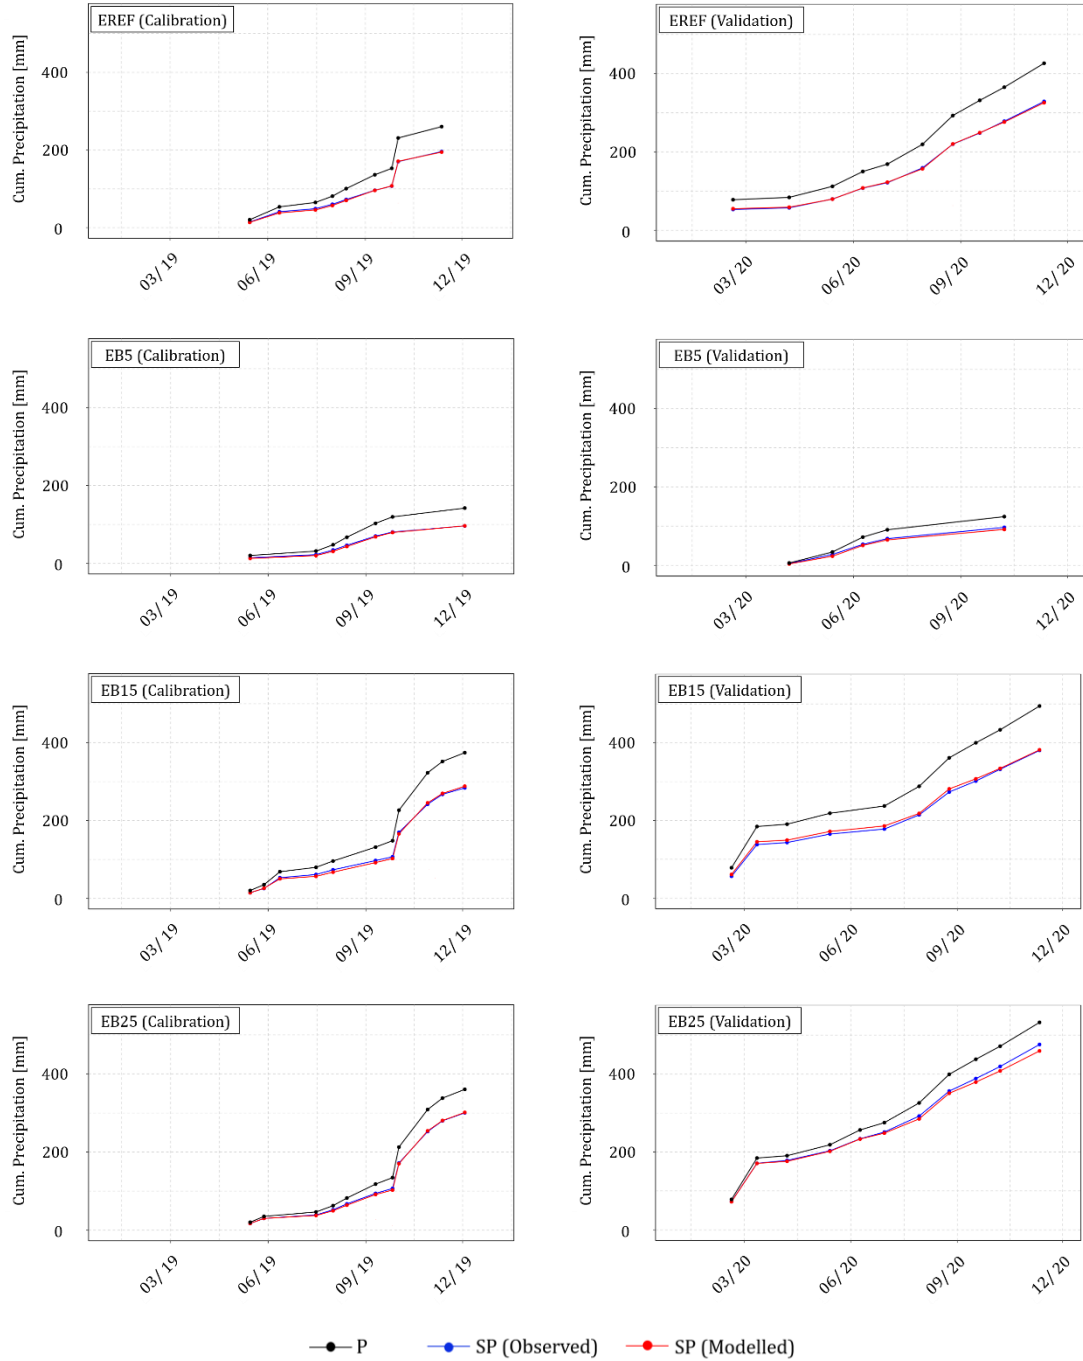 EREF (Calibration)
Cum. Precipitation [mm]
400
200
0
03/ 19
06/ 19
09/ 19
12/ 19
EREF (Validation)
Cum. Precipitation [mm]
400
200
0
03/ 20
06/ 20
09/ 20
12/ 20
EB5 (Calibration)
Cum. Precipitation [mm]
400
200
0
03/ 19
06/ 19
09/ 19
12/ 19
EB5 (Validation)
Cum. Precipitation [mm]
400
200
0
03/ 20
06/ 20
09/ 20
12/ 20
EB15 (Calibration)
Cum. Precipitation [mm]
400
200
0
03/ 19
06/ 19
09/ 19
12/ 19
EB15 (Validation)
Cum. Precipitation [mm]
400
200
0
03/ 20
06/ 20
09/ 20
12/ 20
EB25 (Calibration)
Cum. Precipitation [mm]
400
200
0
03/ 19
06/ 19
09/ 19
12/ 19
EB25 (Validation)
Cum. Precipitation [mm]
400
200
0
03/ 20
06/ 20
09/ 20
12/ 20
P
SP (Observed)
SP (Modelled)